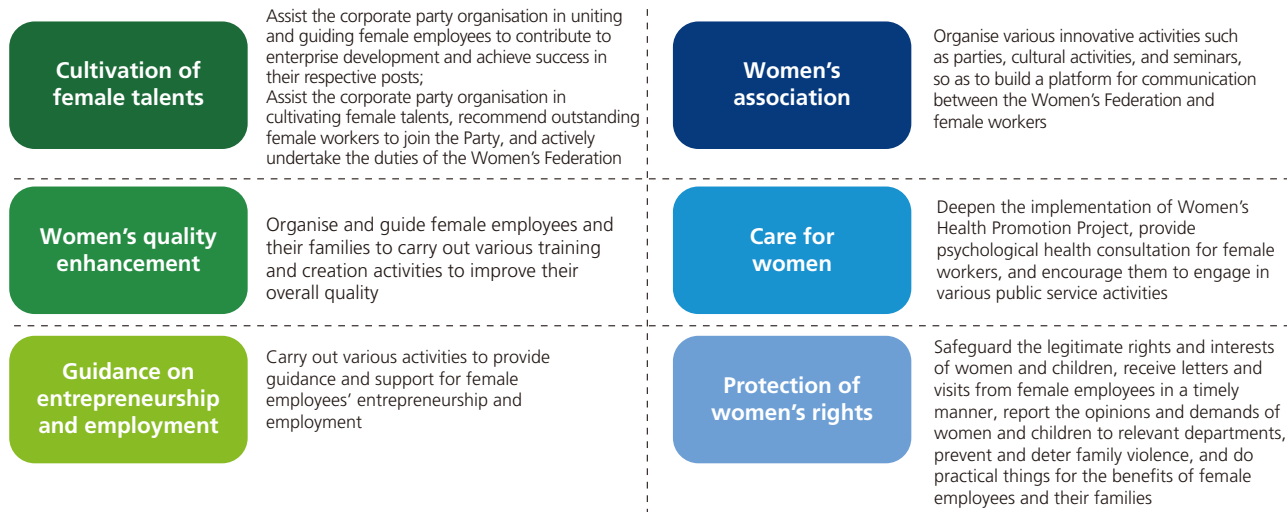 Cultivation of
female talents
Assist the corporate party organisation in uniting
and guiding female employees to contribute to
enterprise development and achieve success in
their respective posts;
Assist the corporate party organisation in
cultivating female talents, recommend outstanding
female workers to join the Party, and actively
undertake the duties of the Women's Federation
Women's
association
Organise various innovative activities such
as parties, cultural activities, and seminars,
so as to build a platform for communication
between the Women's Federation and
female workers
Women's quality
enhancement
Organise and guide female employees and
their families to carry out various training
and creation activities to improve their
overall quality
Care for
women
Deepen the implementation of Women's
Health Promotion Project, provide
psychological health consultation for female
workers, and encourage them to engage in
various public service activities
Guidance on
entrepreneurship
and employment
Carry out various activities to provide
guidance and support for female
employees' entrepreneurship and
employment
Protection of
women's rights
Safeguard the legitimate rights and interests
of women and children, receive letters and
visits from female employees in a timely
manner, report the opinions and demands of
women and children to relevant departments,
prevent and deter family violence, and do
practical things for the benefits of female
employees and their families